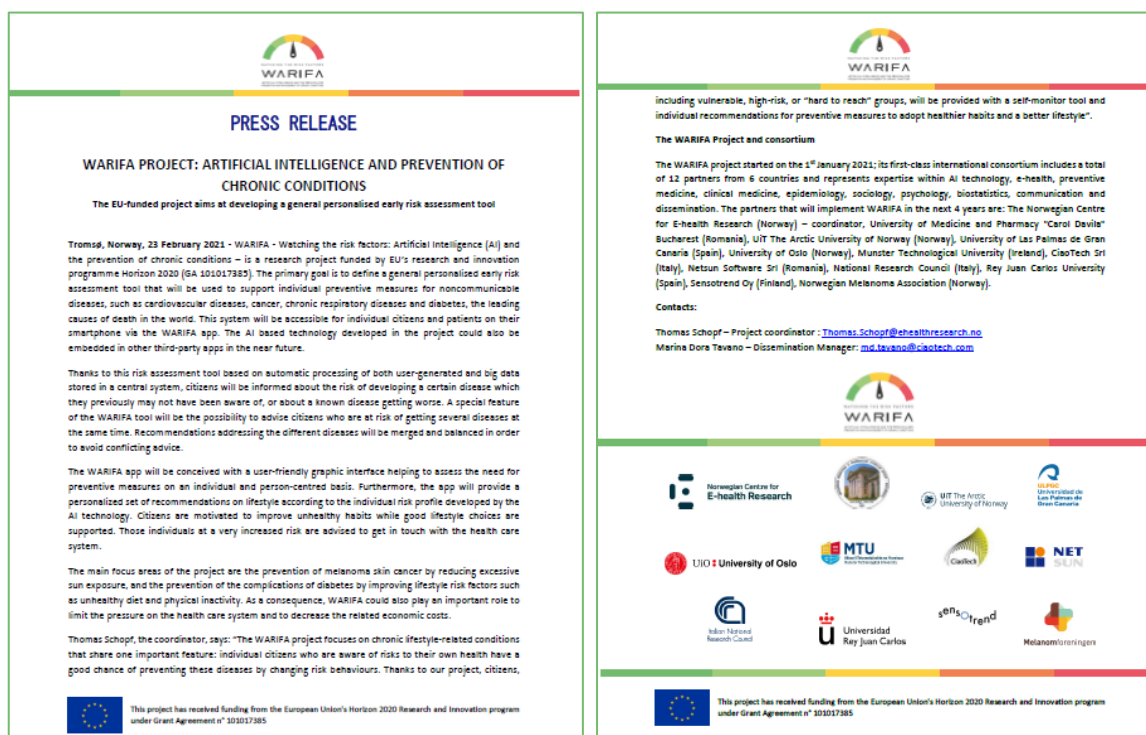 WARIFA
PRESS RELEASE
WARIFA PROJECT: ARTIFICIAL INTELLIGENCE AND PREVENTION OF
CHRONIC CONDITIONS
The EU-funded project aims at developing a general personalised early risk assessment tool
Tromsø, Norway, 23 February 2021 - WARIFA - Watching the risk factors: Artificial Intelligence (AI) and
the prevention of chronic conditions – is a research project funded by EU's research and innovation
programme Horizon 2020 (GA 101017385). The primary goal is to define a general personalised early risk
assessment tool that will be used to support individual preventive measures for noncommunicable
diseases, such as cardiovascular diseases, cancer, chronic respiratory diseases and diabetes, the leading
causes of death in the world. This system will be accessible for individual citizens and patients on their
smartphone via the WARIFA app. The AI based technology developed in the project could also be
embedded in other third-party apps in the near future.
Thanks to this risk assessment tool based on automatic processing of both user-generated and big data
stored in a central system, citizens will be informed about the risk of developing a certain disease which
they previously may not have been aware of, or about a known disease getting worse. A special feature
of the WARIFA tool will be the possibility to advise citizens who are at risk of getting several diseases at
the same time. Recommendations addressing the different diseases will be merged and balanced in order
to avoid conflicting advice.
The WARIFA app will be conceived with a user-friendly graphic interface helping to assess the need for
preventive measures on an individual and person-centred basis. Furthermore, the app will provide a
personalized set of recommendations on lifestyle according to the individual risk profile developed by the
AI technology. Citizens are motivated to improve unhealthy habits while good lifestyle choices are
supported. Those individuals at a very increased risk are advised to get in touch with the health care
system.
The main focus areas of the project are the prevention of melanoma skin cancer by reducing excessive
sun exposure, and the prevention of the complications of diabetes by improving lifestyle risk factors such
as unhealthy diet and physical inactivity. As a consequence, WARIFA could also play an important role to
limit the pressure on the health care system and to decrease the related economic costs.
Thomas Schopf, the coordinator, says: "The WARIFA project focuses on chronic lifestyle-related conditions
that share one important feature: individual citizens who are aware of risks to their own health have a
good chance of preventing these diseases by changing risk behaviours. Thanks to our project, citizens,
This project has received funding from the European Union's Horizon 2020 Research and Innovation program
under Grant Agreement n° 101017385
WARIFA
including vulnerable, high-risk, or "hard to reach" groups, will be provided with a self-monitor tool and
individual recommendations for preventive measures to adopt healthier habits and a better lifestyle".
The WARIFA Project and consortium
The WARIFA project started on the 1st January 2021; its first-class international consortium includes a total
of 12 partners from 6 countries and represents expertise within AI technology, e-health, preventive
medicine, clinical medicine, epidemiology, sociology, psychology, biostatistics, communication and
dissemination. The partners that will implement WARIFA in the next 4 years are: The Norwegian Centre
for E-health Research (Norway) – coordinator, University of Medicine and Pharmacy "Carol Davila"
Bucharest (Romania), UiT The Arctic University of Norway (Norway), University of Las Palmas de Gran
Canaria (Spain), University of Oslo (Norway), Munster Technological University (Ireland), CiaoTech Srl
(Italy), Netsun Software Srl (Romania), National Research Council (Italy), Rey Juan Carlos University
(Spain), Sensotrend Oy (Finland), Norwegian Melanoma Association (Norway).
Contacts:
Thomas Schopf – Project coordinator : Thomas.Schopf@ehealthresearch.no
Marina Dora Tavano – Dissemination Manager: md.tavano@ciaotech.com
WARIFA
Norwegian Centre for
E-health Research
UiT The Arctic
University of Norway
ULPGC
Universidad de
Las Palmas de
Gran Canaria
UiO University of Oslo
MTU
CiaoTech
NET
SUN
Italian National
Research Council
Universidad
Rey Juan Carlos
sensotrend
Melanomforeningen
This project has received funding from the European Union's Horizon 2020 Research and Innovation program
under Grant Agreement n° 101017385